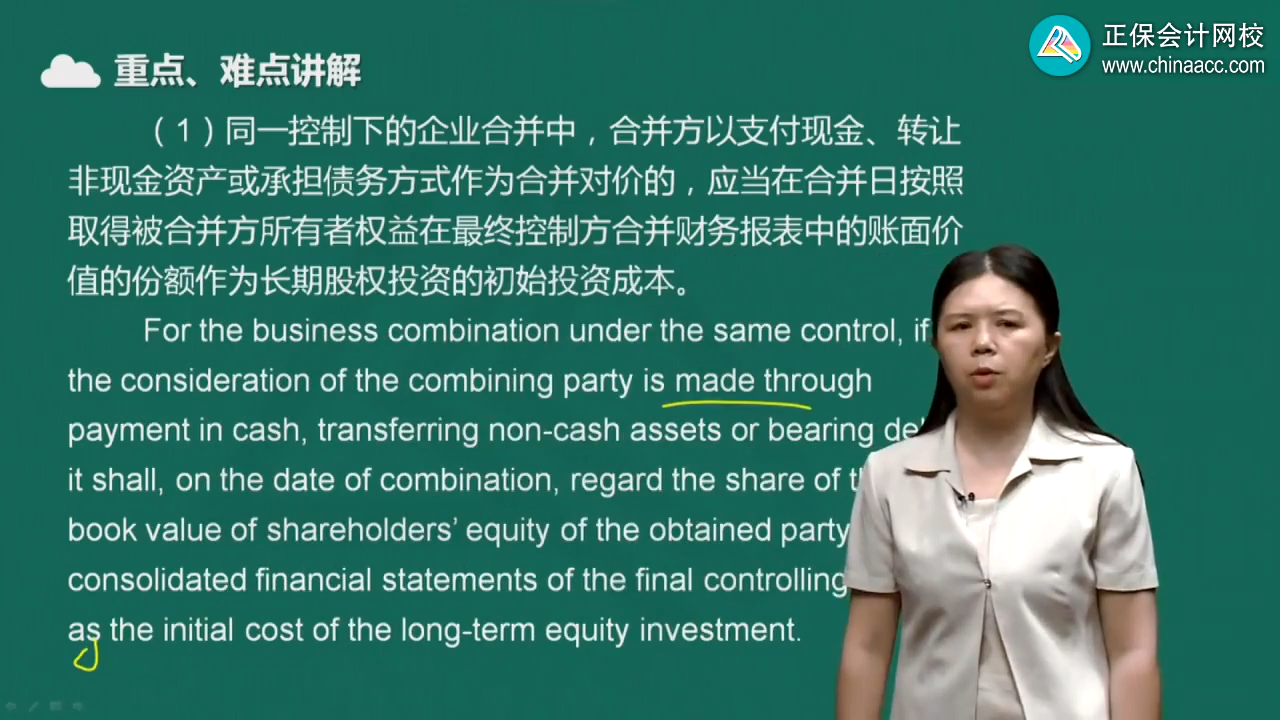 正保会计网校
www.chinaacc.com
重点、难点讲解
（1）同一控制下的企业合并中，合并方以支付现金、转让
非现金资产或承担债务方式作为合并对价的，应当在合并日按照
取得被合并方所有者权益在最终控制方合并财务报表中的账面价
值的份额作为长期股权投资的初始投资成本。
For the business combination under the same control, if
the consideration of the combining party is made through
payment in cash, transferring non-cash assets or bearing
it shall, on the date of combination, regard the share of
book value of shareholders’ equity of the obtained party
consolidated financial statements of the final controlling
as the initial cost of the long-term equity investment.